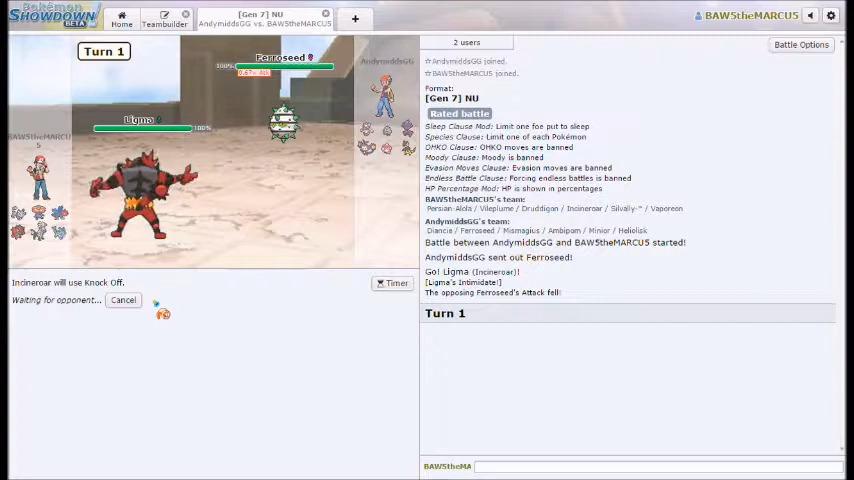 Pokémon
SHOWDOWN
BETA
Home
Teambuilder
[Gen 7] NU
AndymiddsGG vs. BAW5theMARCUS
+
BAW5theMARCUS
Turn 1
Ferroseed
100%
0.67× Atk
AndymiddsGG
Ligma
100%
BAW5theMARCU
5
2 users
Battle Options
AndymiddsGG joined.
BAW5theMARCUS joined.
Format:
[Gen 7] NU
Rated battle
Sleep Clause Mod: Limit one foe put to sleep
Species Clause: Limit one of each Pokémon
OHKO Clause: OHKO moves are banned
Moody Clause: Moody is banned
Evasion Moves Clause: Evasion moves are banned
Endless Battle Clause: Forcing endless battles is banned
HP Percentage Mod: HP is shown in percentages
BAW5theMARCUS's team:
Persian-Alola / Vileplume / Druddigon / Incineroar / Silvally-* / Vaporeon
AndymiddsGG's team:
Diancie / Ferroseed / Mismagius / Ambipom / Minior / Heliolisk
Battle between AndymiddsGG and BAW5theMARCUS started!
AndymiddsGG sent out Ferroseed!
Go! Ligma (Incineroar)!
[Ligma's Intimidate!]
The opposing Ferroseed's Attack fell!
Turn 1
Incineroar will use Knock Off.
Timer
Waiting for opponent...
Cancel
BAW5theMA